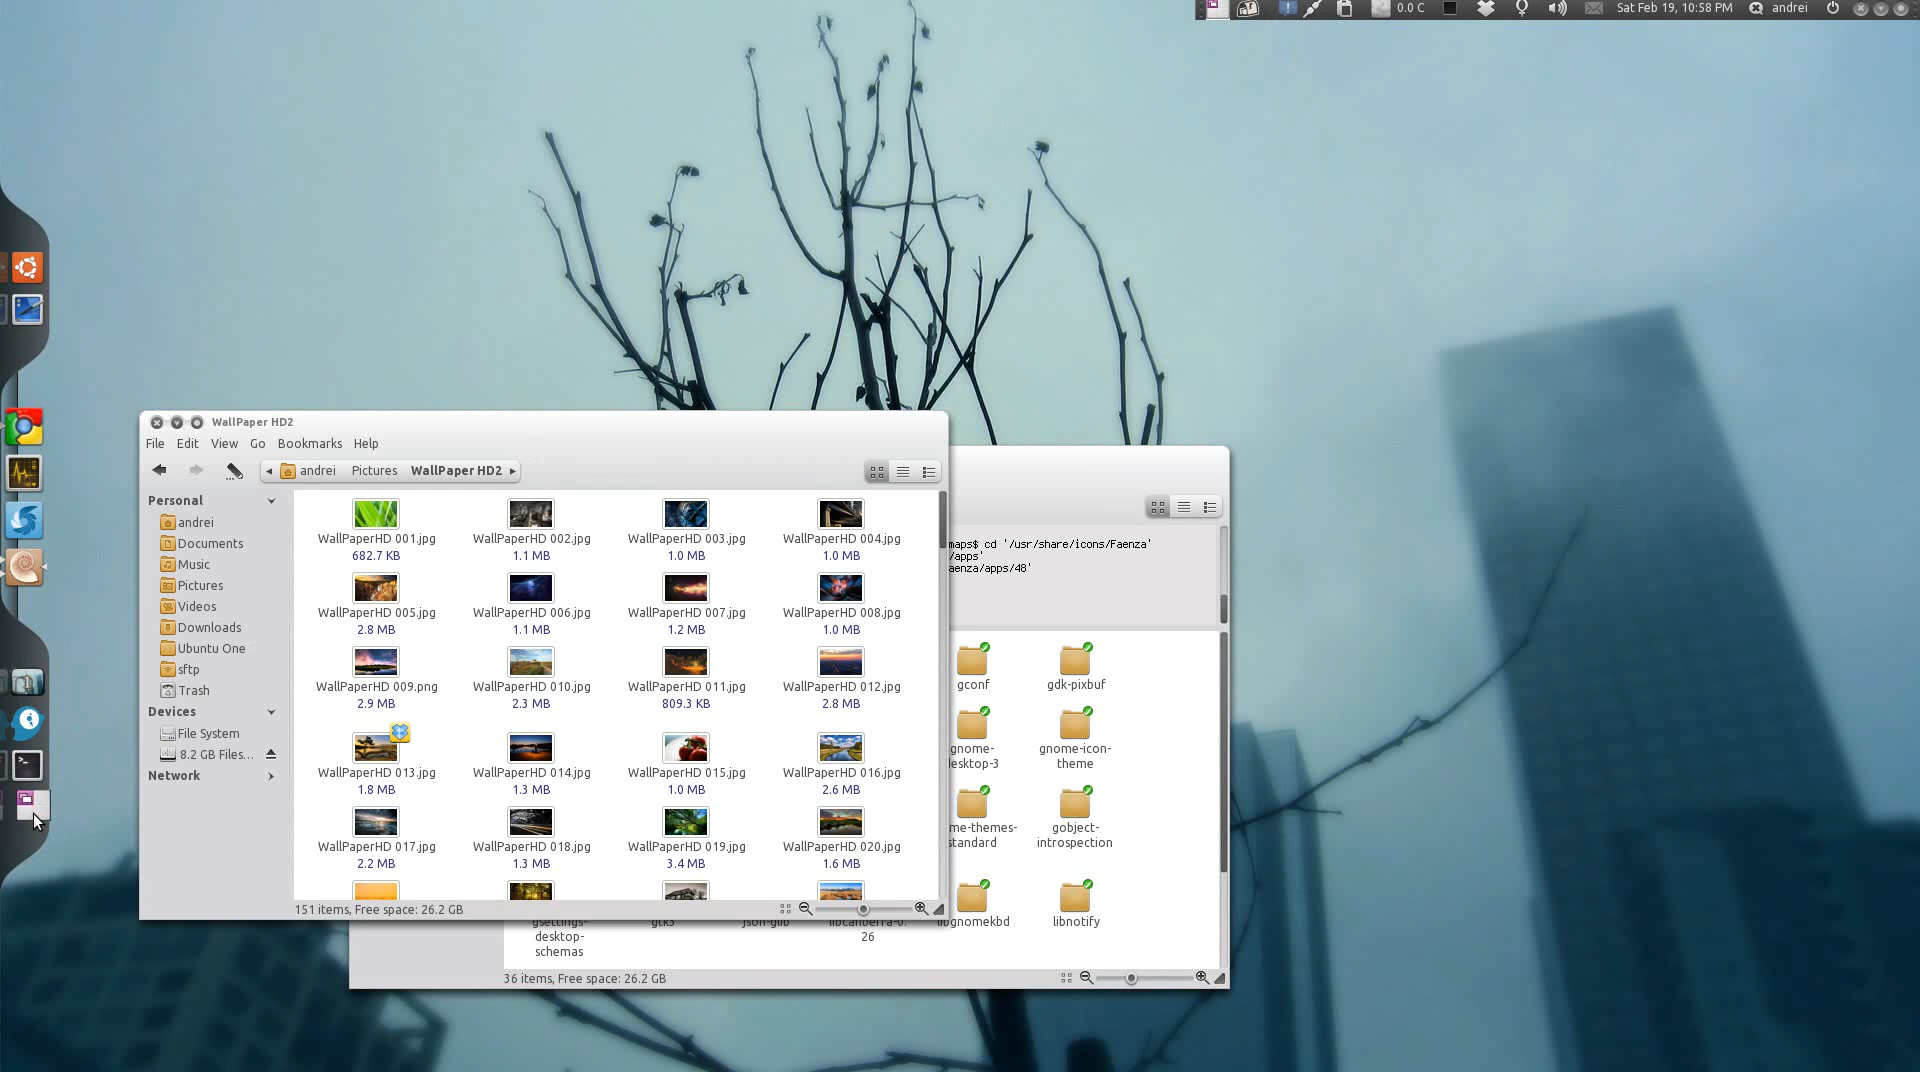 0.0 C Sat Feb 19, 10:58 PM andrei
WallPaper HD2
File Edit View Go Bookmarks Help
andrei Pictures WallPaper HD2
Personal
andrei
Documents
Music
Pictures
Videos
Downloads
Ubuntu One
sftp
Trash
Devices
File System
8.2 GB Files...
Network
WallPaperHD 001.jpg WallPaperHD 002.jpg WallPaperHD 003.jpg WallPaperHD 004.jpg
682.7 KB 1.1 MB 1.0 MB 1.0 MB
WallPaperHD 005.jpg WallPaperHD 006.jpg WallPaperHD 007.jpg WallPaperHD 008.jpg
2.8 MB 1.1 MB 1.2 MB 1.0 MB
WallPaperHD 009.png WallPaperHD 010.jpg WallPaperHD 011.jpg WallPaperHD 012.jpg
2.9 MB 2.3 MB 809.3 KB 2.8 MB
WallPaperHD 013.jpg WallPaperHD 014.jpg WallPaperHD 015.jpg WallPaperHD 016.jpg
1.8 MB 1.3 MB 1.0 MB 2.6 MB
WallPaperHD 017.jpg WallPaperHD 018.jpg WallPaperHD 019.jpg WallPaperHD 020.jpg
2.2 MB 1.3 MB 3.4 MB 1.6 MB
151 items, Free space: 26.2 GB
maps$ cd '/usr/share/icons/Faenza'
/apps'
aenza/apps/48'
gconf gdk-pixbuf
gnome- gnome-icon-
esktop-3 theme
me-themes- gobject-
standard introspection
libgnomekbd libnotify
gsettings- gtk3 json-glib libcanberra-0.
desktop- 26
schemas
36 items, Free space: 26.2 GB